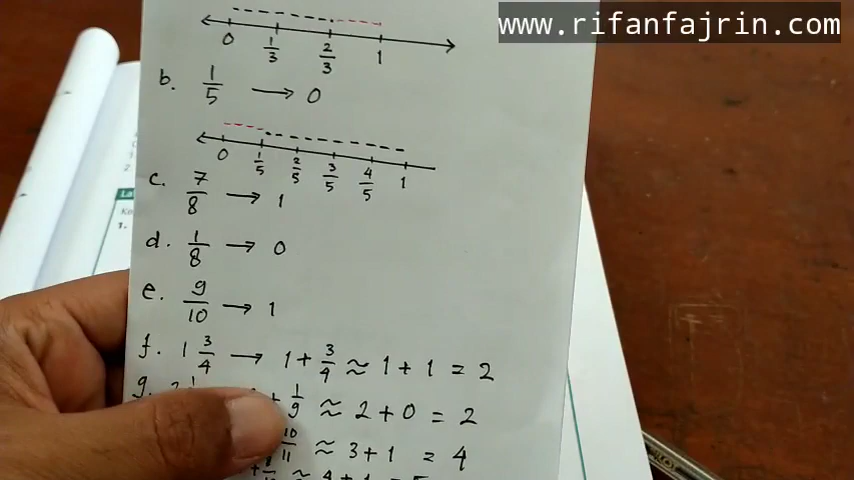 www.rifanfajrin.com
0 1/3 2/3 1
b. 1/5 → 0
0 1/5 2/5 3/5 4/5 1
c. 7/8 → 1
d. 1/8 → 0
e. 9/10 → 1
f. 1 3/4 → 1 + 3/4 ≈ 1 + 1 = 2
g. + 1/9 ≈ 2 + 0 = 2
10/11 ≈ 3 + 1 = 4